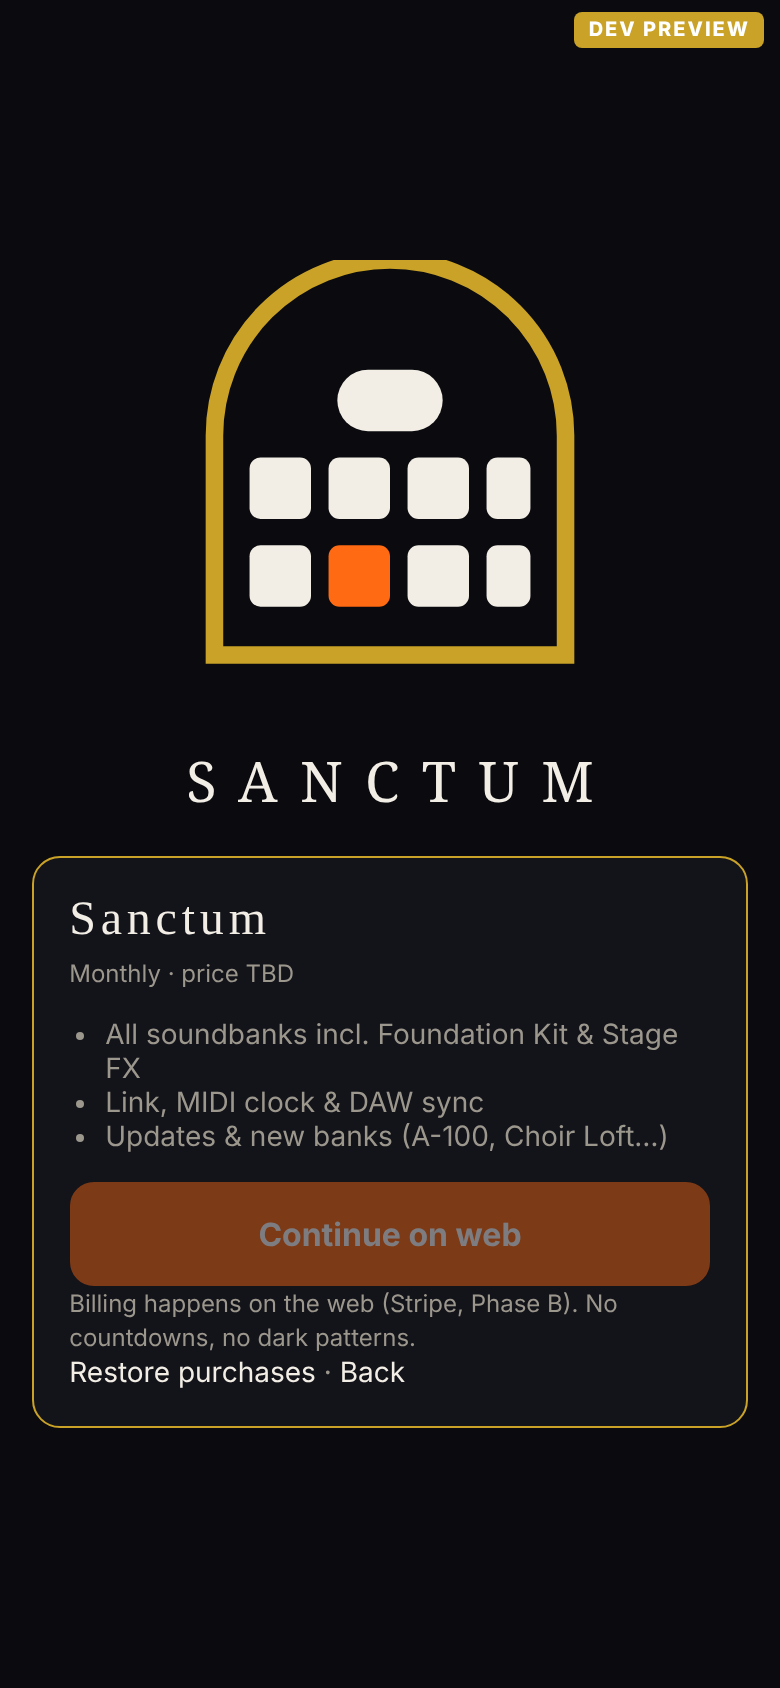 DEV PREVIEW
SANCTUM
Sanctum
Monthly · price TBD
• All soundbanks incl. Foundation Kit & Stage
FX
• Link, MIDI clock & DAW sync
• Updates & new banks (A-100, Choir Loft…)
Continue on web
Billing happens on the web (Stripe, Phase B). No
countdowns, no dark patterns.
Restore purchases · Back